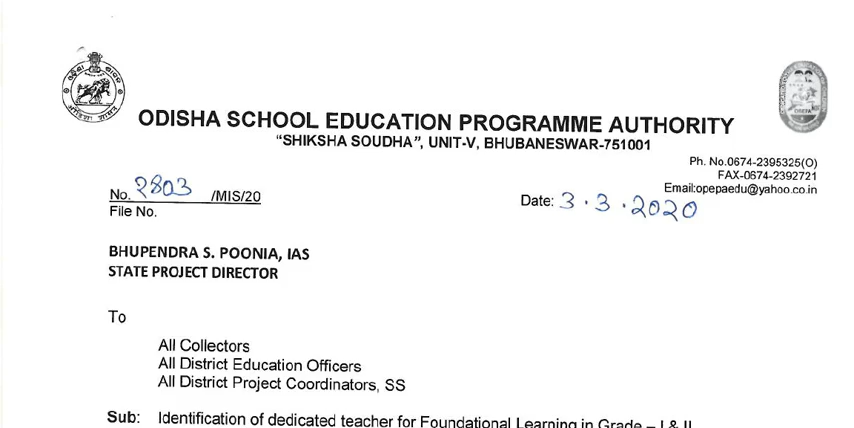 ODISHA SCHOOL EDUCATION PROGRAMME AUTHORITY
“SHIKSHA SOUDHA”, UNIT-V, BHUBANESWAR-751001
Ph. No.0674-2395325(O)
FAX-0674-2392721
Email:opepaedu@yahoo.co.in
No. 2803 /MIS/20
Date: 3.3.2020
File No.
BHUPENDRA S. POONIA, IAS
STATE PROJECT DIRECTOR
To
All Collectors
All District Education Officers
All District Project Coordinators, SS
Sub: Identification of dedicated teacher for Foundational Learning in Grade – I & II